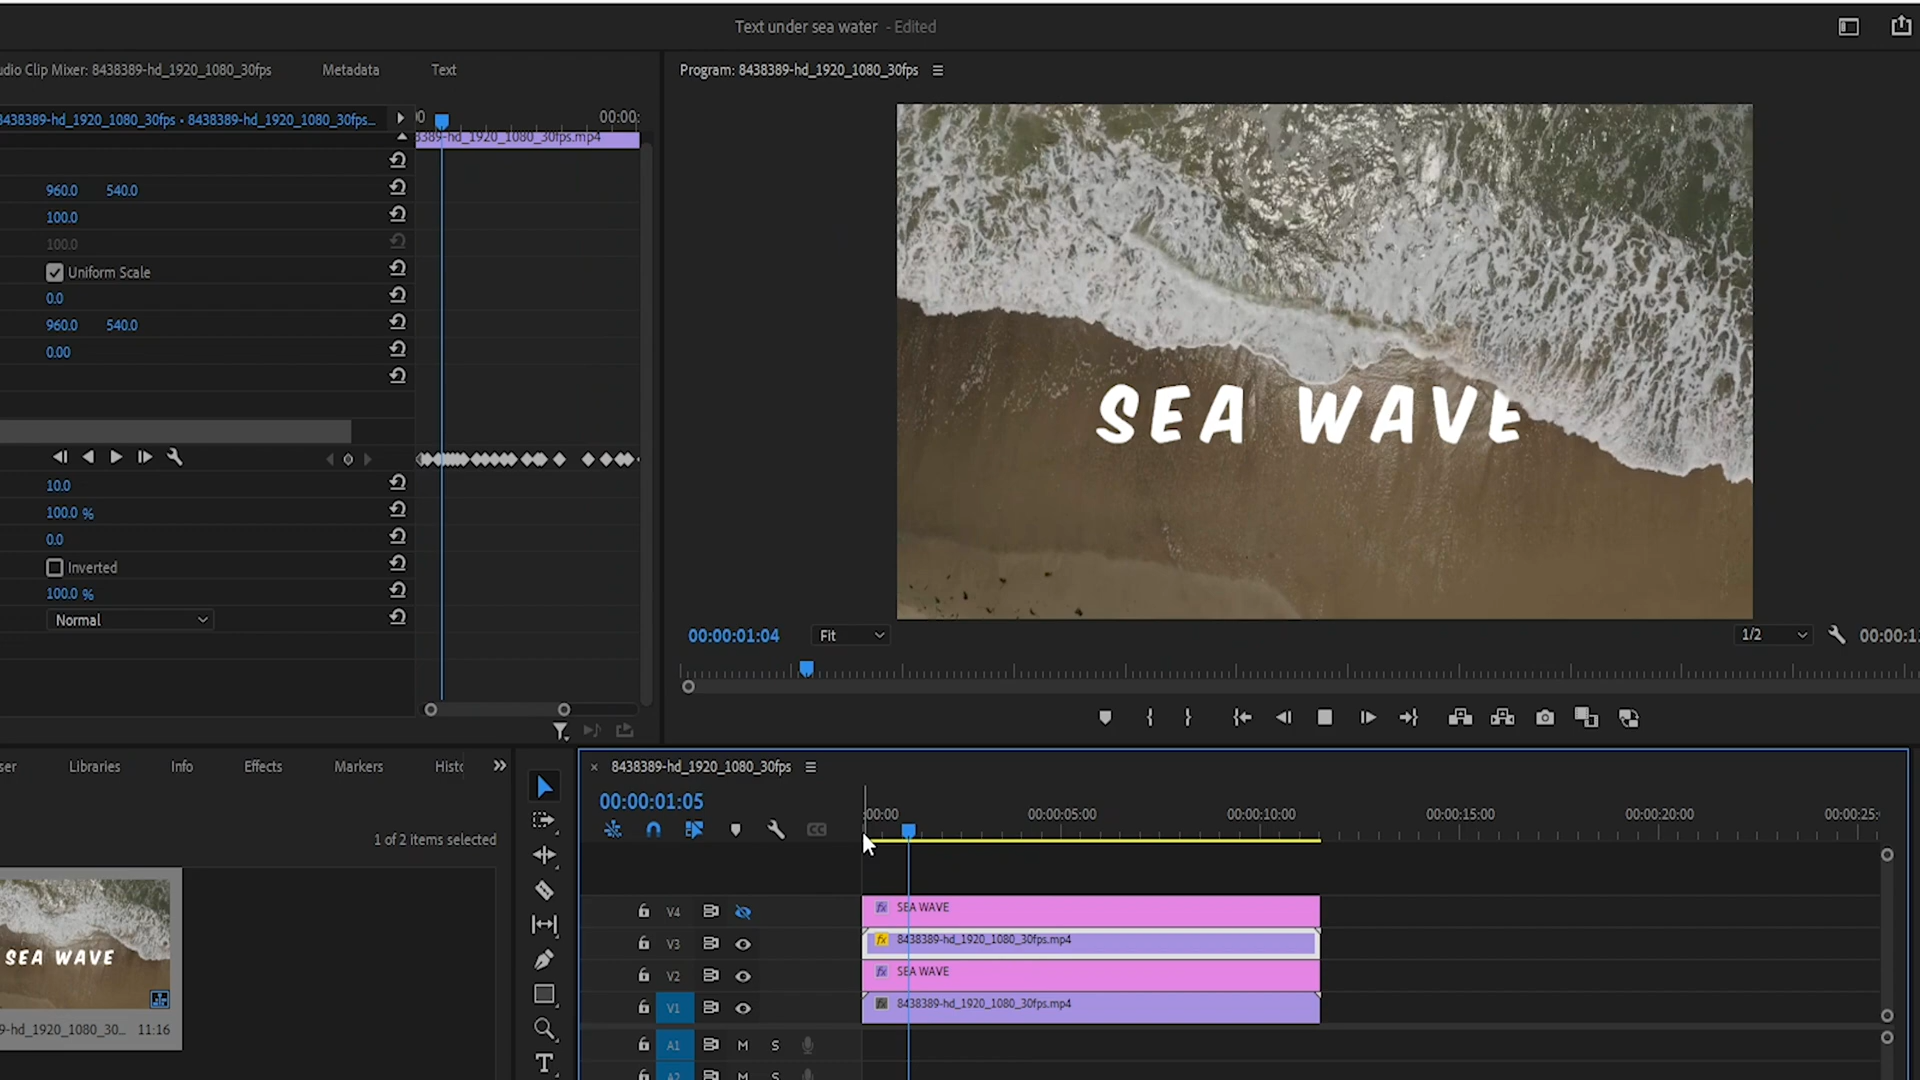 Text under sea water - Edited
udio Clip Mixer: 8438389-hd_1920_1080_30fps
Metadata
Text
Program: 8438389-hd_1920_1080_30fps
8438389-hd_1920_1080_30fps • 8438389-hd_1920_1080_30fps...
00:00:
389-hd_1920_1080_30fps.mp4
960.0 540.0
100.0
100.0
Uniform Scale
0.0
960.0 540.0
0.00
10.0
100.0 %
0.0
Inverted
100.0 %
Normal
SEA WAVE
00:00:01:04
Fit
1/2
00:00:1
ser
Libraries
Info
Effects
Markers
Histo
8438389-hd_1920_1080_30fps
00:00:01:05
:00:00
00:00:05:00
00:00:10:00
00:00:15:00
00:00:20:00
00:00:25:
1 of 2 items selected
SEA WAVE
9-hd_1920_1080_30...
11:16
V4
fx SEA WAVE
V3
fx 8438389-hd_1920_1080_30fps.mp4
V2
fx SEA WAVE
V1
fx 8438389-hd_1920_1080_30fps.mp4
A1 M S
A2 M S